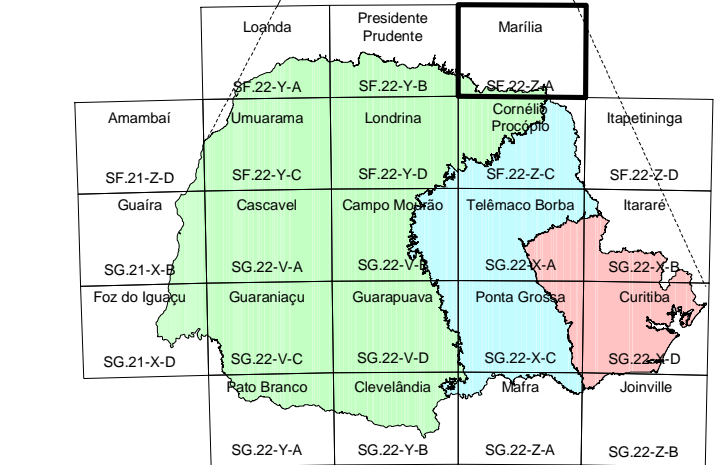 Loanda
Presidente
Prudente
Marília
SF.22-Y-A
SF.22-Y-B
SF.22-Z-A
Amambaí
Umuarama
Londrina
Cornélio
Procópio
Itapetininga
SF.21-Z-D
SF.22-Y-C
SF.22-Y-D
SF.22-Z-C
SF.22-Z-D
Guaíra
Cascavel
Campo Mourão
Telêmaco Borba
Itararé
SG.21-X-B
SG.22-V-A
SG.22-V-B
SG.22-X-A
SG.22-X-B
Foz do Iguaçu
Guaraniaçu
Guarapuava
Ponta Grossa
Curitiba
SG.21-X-D
SG.22-V-C
SG.22-V-D
SG.22-X-C
SG.22-X-D
Pato Branco
Clevelândia
Mafra
Joinville
SG.22-Y-A
SG.22-Y-B
SG.22-Z-A
SG.22-Z-B